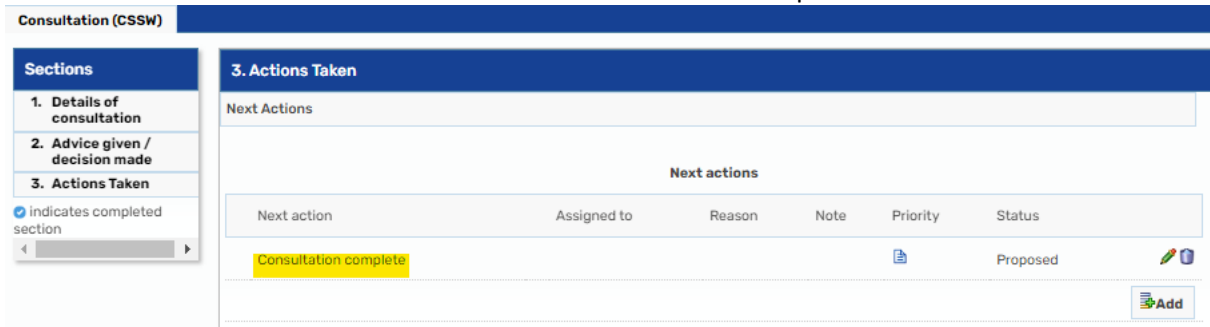 Consultation (CSSW)
Sections
1. Details of
consultation
2. Advice given /
decision made
3. Actions Taken
indicates completed
section
3. Actions Taken
Next Actions
Next actions
Next action Assigned to Reason Note Priority Status
Consultation complete Proposed
Add